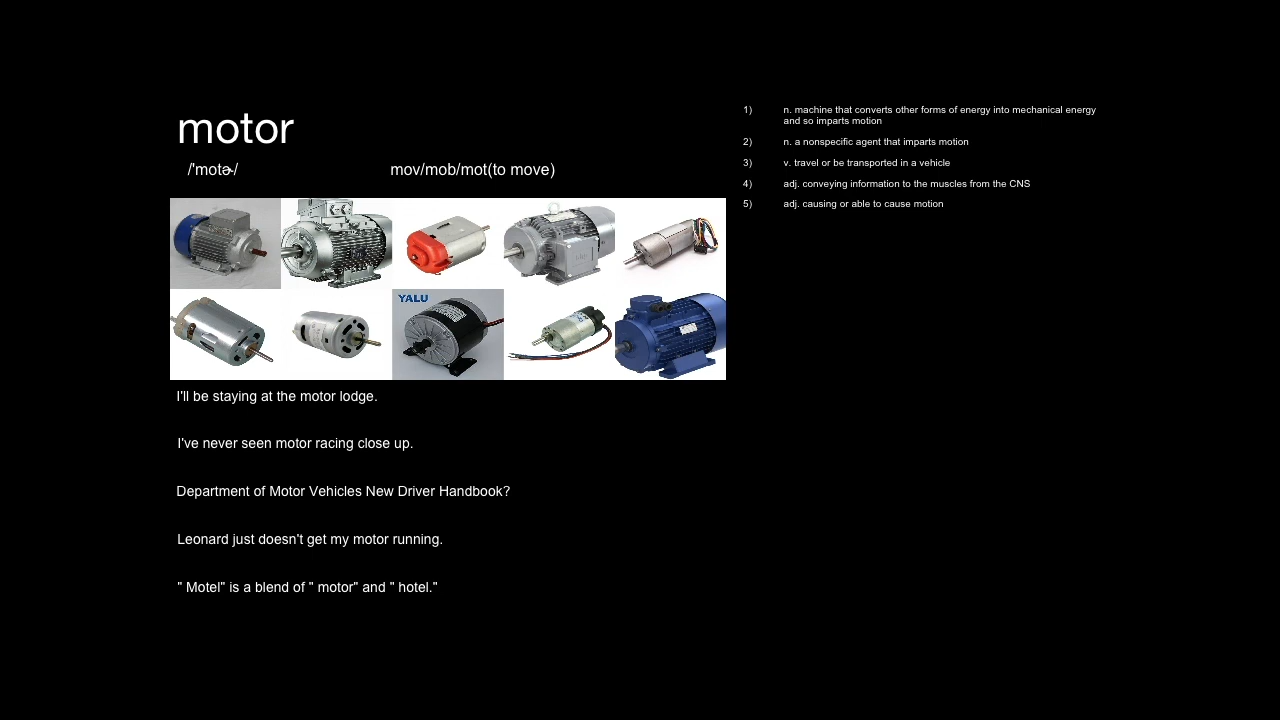 motor
/'motɚ/
mov/mob/mot(to move)
YALU
I'll be staying at the motor lodge.
I've never seen motor racing close up.
Department of Motor Vehicles New Driver Handbook?
Leonard just doesn't get my motor running.
" Motel" is a blend of " motor" and " hotel."
1) n. machine that converts other forms of energy into mechanical energy
and so imparts motion
2) n. a nonspecific agent that imparts motion
3) v. travel or be transported in a vehicle
4) adj. conveying information to the muscles from the CNS
5) adj. causing or able to cause motion